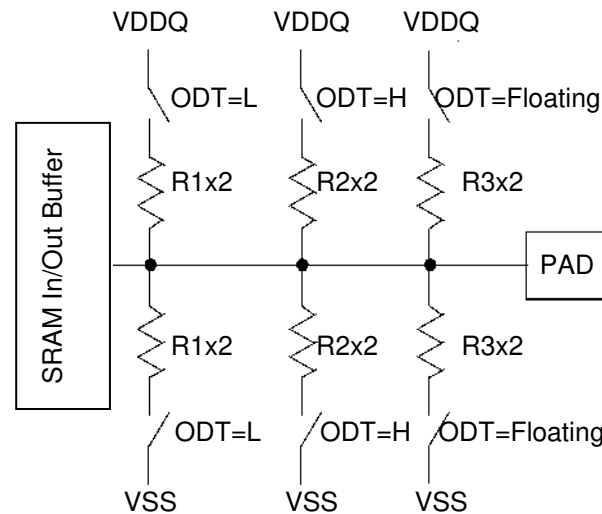 VDDQ VDDQ VDDQ
ODT=L ODT=H ODT=Floating
R1x2 R2x2 R3x2
SRAM In/Out Buffer
PAD
R1x2 R2x2 R3x2
ODT=L ODT=H ODT=Floating
VSS VSS VSS